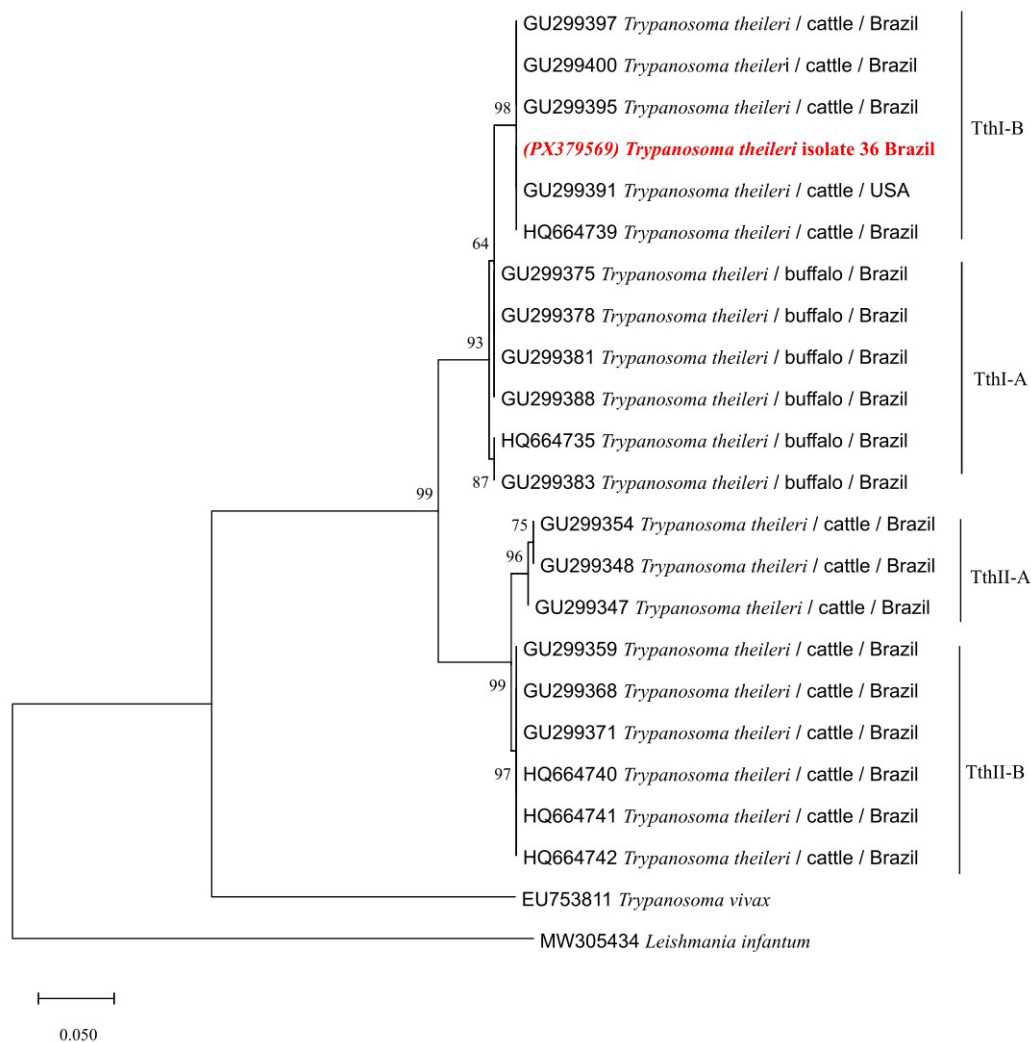 GU299397 Trypanosoma theileri / cattle / Brazil
GU299400 Trypanosoma theileri / cattle / Brazil
98
GU299395 Trypanosoma theileri / cattle / Brazil
TthI-B
(PX379569) Trypanosoma theileri isolate 36 Brazil
GU299391 Trypanosoma theileri / cattle / USA
HQ664739 Trypanosoma theileri / cattle / Brazil
64
GU299375 Trypanosoma theileri / buffalo / Brazil
GU299378 Trypanosoma theileri / buffalo / Brazil
93
GU299381 Trypanosoma theileri / buffalo / Brazil
TthI-A
GU299388 Trypanosoma theileri / buffalo / Brazil
HQ664735 Trypanosoma theileri / buffalo / Brazil
87
GU299383 Trypanosoma theileri / buffalo / Brazil
99
75
GU299354 Trypanosoma theileri / cattle / Brazil
96
GU299348 Trypanosoma theileri / cattle / Brazil
TthII-A
GU299347 Trypanosoma theileri / cattle / Brazil
GU299359 Trypanosoma theileri / cattle / Brazil
99
GU299368 Trypanosoma theileri / cattle / Brazil
GU299371 Trypanosoma theileri / cattle / Brazil
97
HQ664740 Trypanosoma theileri / cattle / Brazil
TthII-B
HQ664741 Trypanosoma theileri / cattle / Brazil
HQ664742 Trypanosoma theileri / cattle / Brazil
EU753811 Trypanosoma vivax
MW305434 Leishmania infantum
0.050